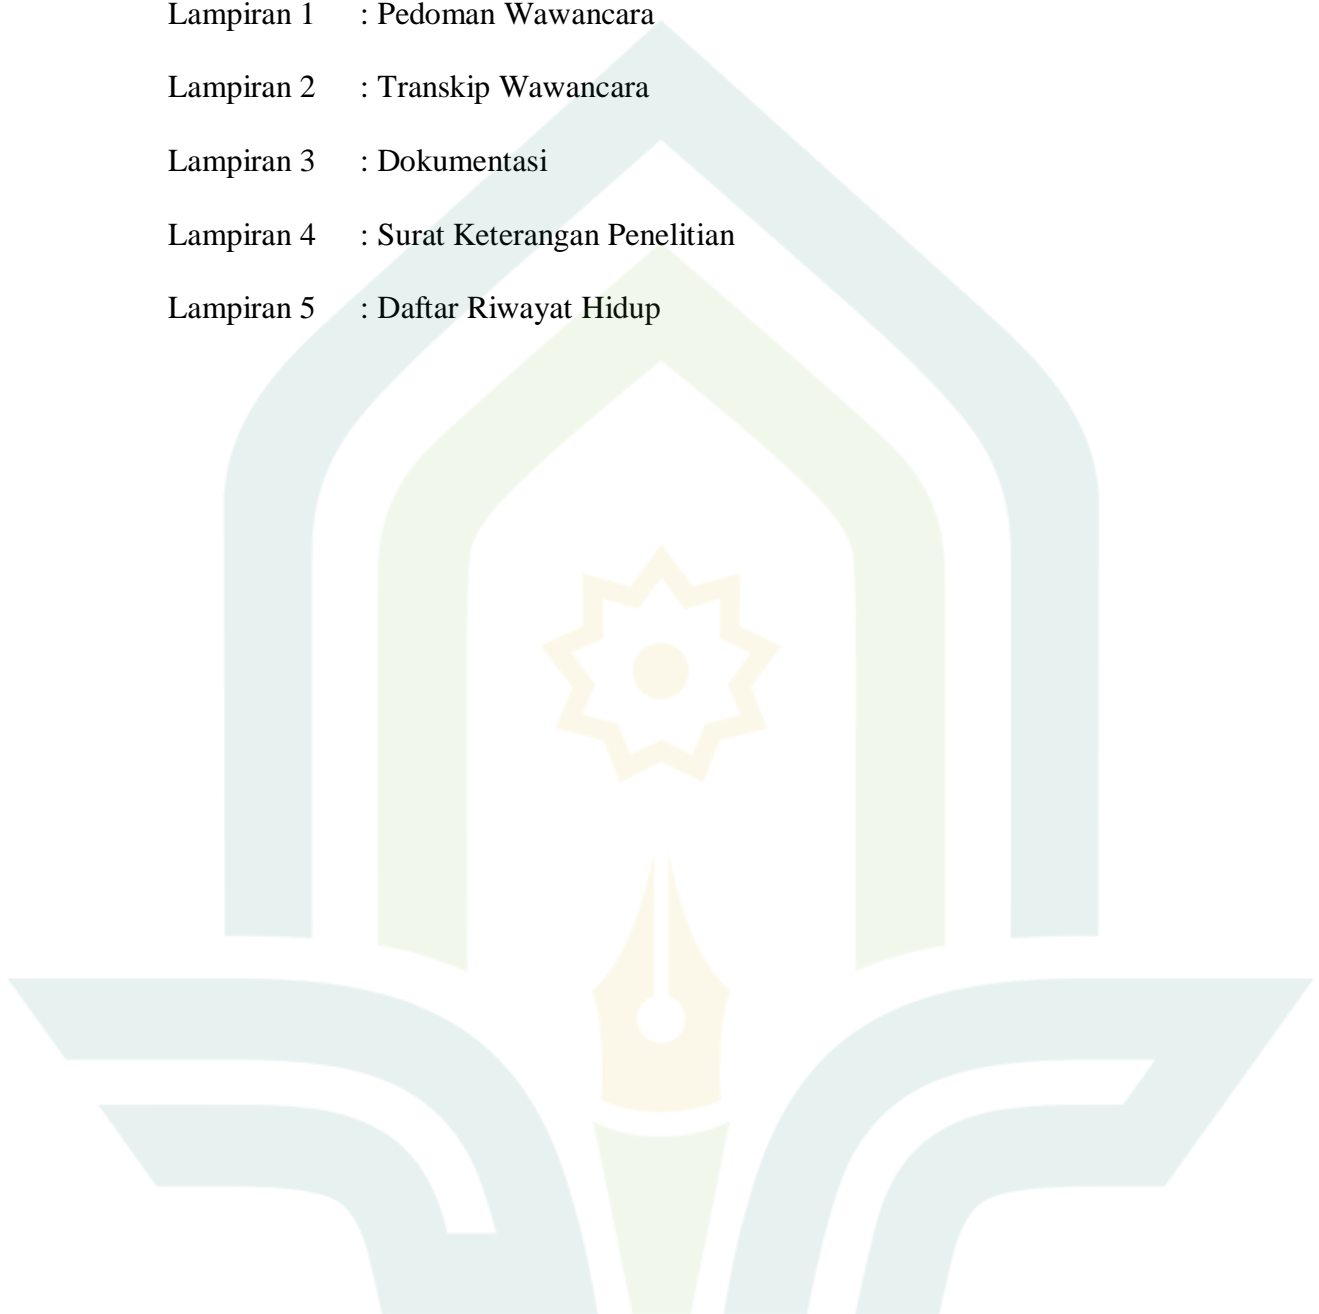 Lampiran 1 : Pedoman Wawancara
Lampiran 2 : Transkip Wawancara
Lampiran 3 : Dokumentasi
Lampiran 4 : Surat Keterangan Penelitian
Lampiran 5 : Daftar Riwayat Hidup